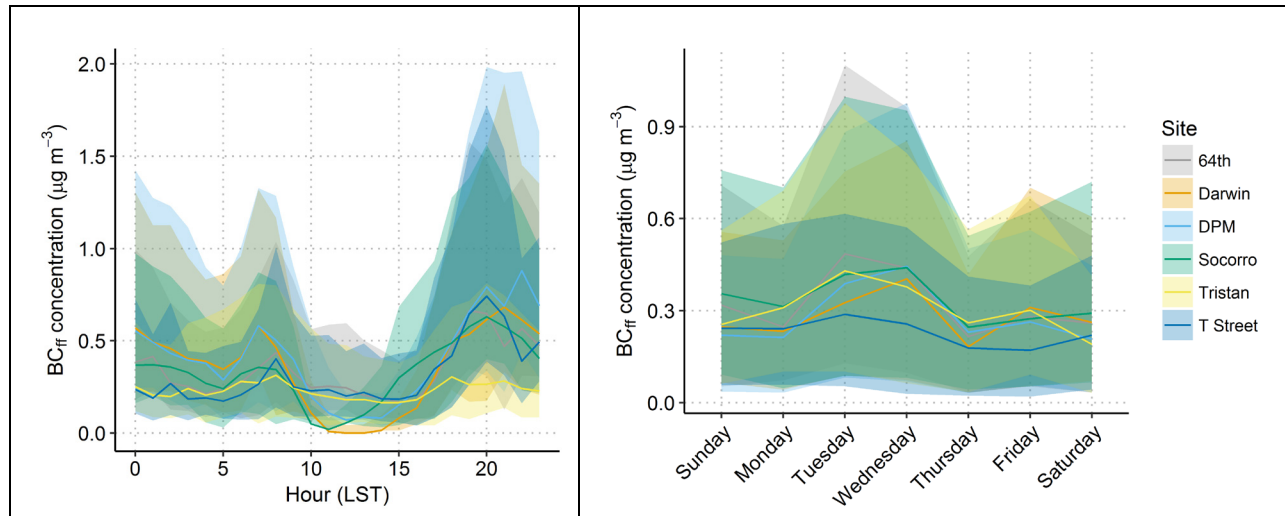 2.0
1.5
1.0
0.5
0.0
BCff concentration (μg m⁻³)
0 5 10 15 20
Hour (LST)
0.9
0.6
0.3
0.0
BCff concentration (μg m⁻³)
Sunday Monday Tuesday Wednesday Thursday Friday Saturday
Site
64th
Darwin
DPM
Socorro
Tristan
T Street